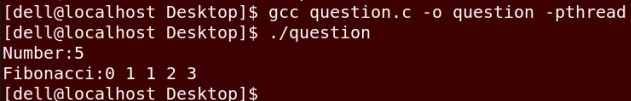 [dell@localhost Desktop]$ gcc question.c -o question -pthread
[dell@localhost Desktop]$ ./question
Number:5
Fibonacci:0 1 1 2 3
[dell@localhost Desktop]$